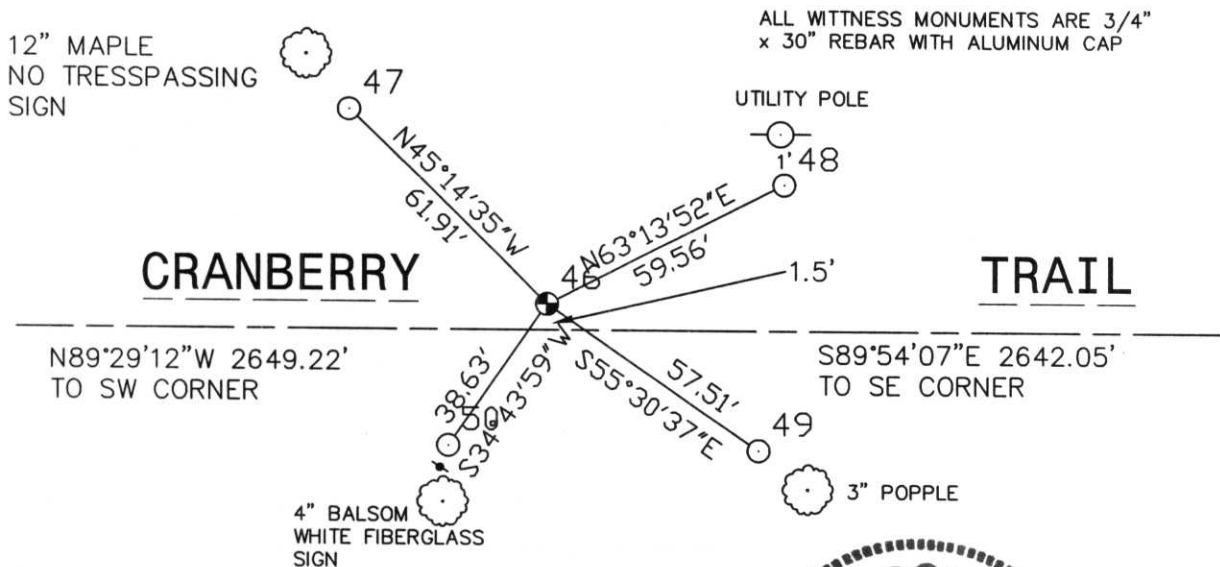 ALL WITTNESS MONUMENTS ARE 3/4"
x 30" REBAR WITH ALUMINUM CAP
12" MAPLE
NO TRESSPASSING
SIGN
47
UTILITY POLE
1' 48
N45°14'35"W
61.91'
N63°13'52"E
59.56'
46
1.5'
CRANBERRY TRAIL
N89°29'12"W 2649.22'
TO SW CORNER
S89°54'07"E 2642.05'
TO SE CORNER
38.63'
50
S34°43'59"W
57.51'
S55°30'37"E
49
3" POPPLE
4" BALSOM
WHITE FIBERGLASS
SIGN